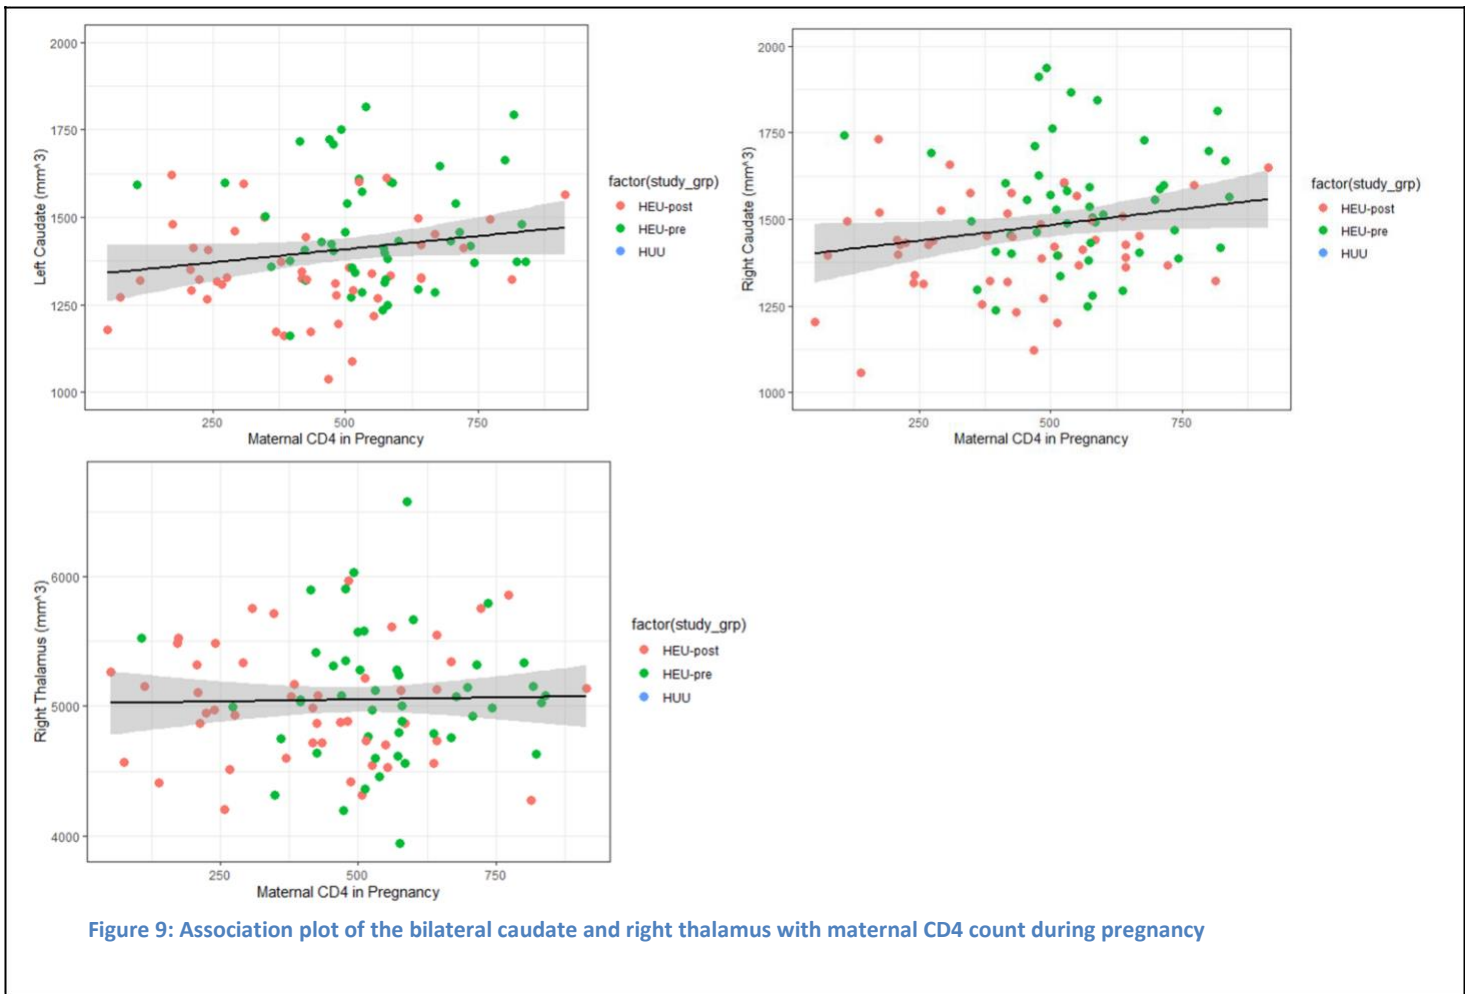 2000
1750
1500
1250
1000
Left Caudate (mm^3)
250 500 750
Maternal CD4 in Pregnancy
factor(study_grp)
HEU-post
HEU-pre
HUU
2000
1750
1500
1250
1000
Right Caudate (mm^3)
250 500 750
Maternal CD4 in Pregnancy
factor(study_grp)
HEU-post
HEU-pre
HUU
6000
5000
4000
Right Thalamus (mm^3)
250 500 750
Maternal CD4 in Pregnancy
factor(study_grp)
HEU-post
HEU-pre
HUU
Figure 9: Association plot of the bilateral caudate and right thalamus with maternal CD4 count during pregnancy